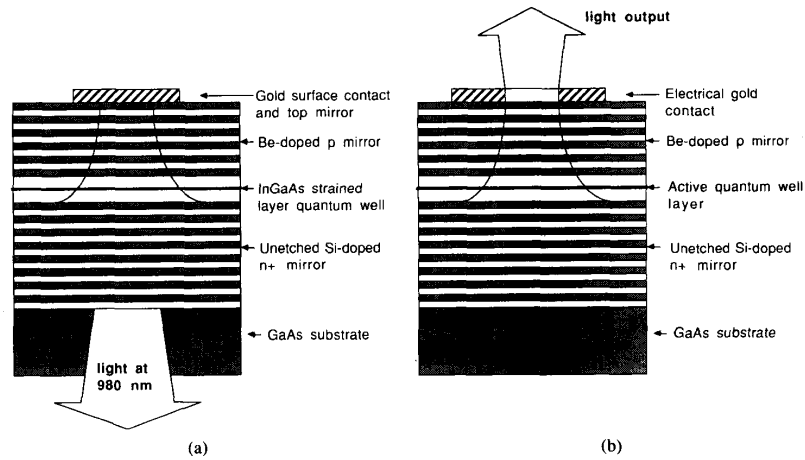 light output
Gold surface contact
and top mirror
Be-doped p mirror
InGaAs strained
layer quantum well
Unetched Si-doped
n+ mirror
GaAs substrate
light at
980 nm
(a)
Electrical gold
contact
Be-doped p mirror
Active quantum well
layer
Unetched Si-doped
n+ mirror
GaAs substrate
(b)